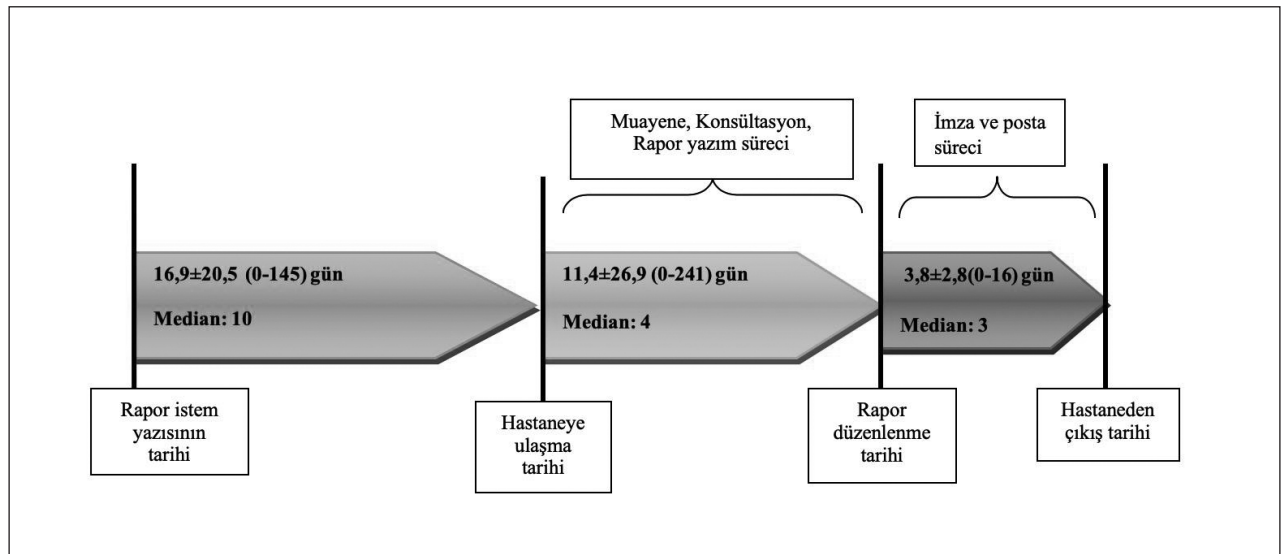 Muayene, Konsültasyon,
Rapor yazım süreci
İmza ve posta
süreci
16,9±20,5 (0-145) gün
Median: 10
11,4±26,9 (0-241) gün
Median: 4
3,8±2,8(0-16) gün
Median: 3
Rapor istem
yazısının
tarihi
Hastaneye
ulaşma
tarihi
Rapor
düzenlenme
tarihi
Hastaneden
çıkış tarihi